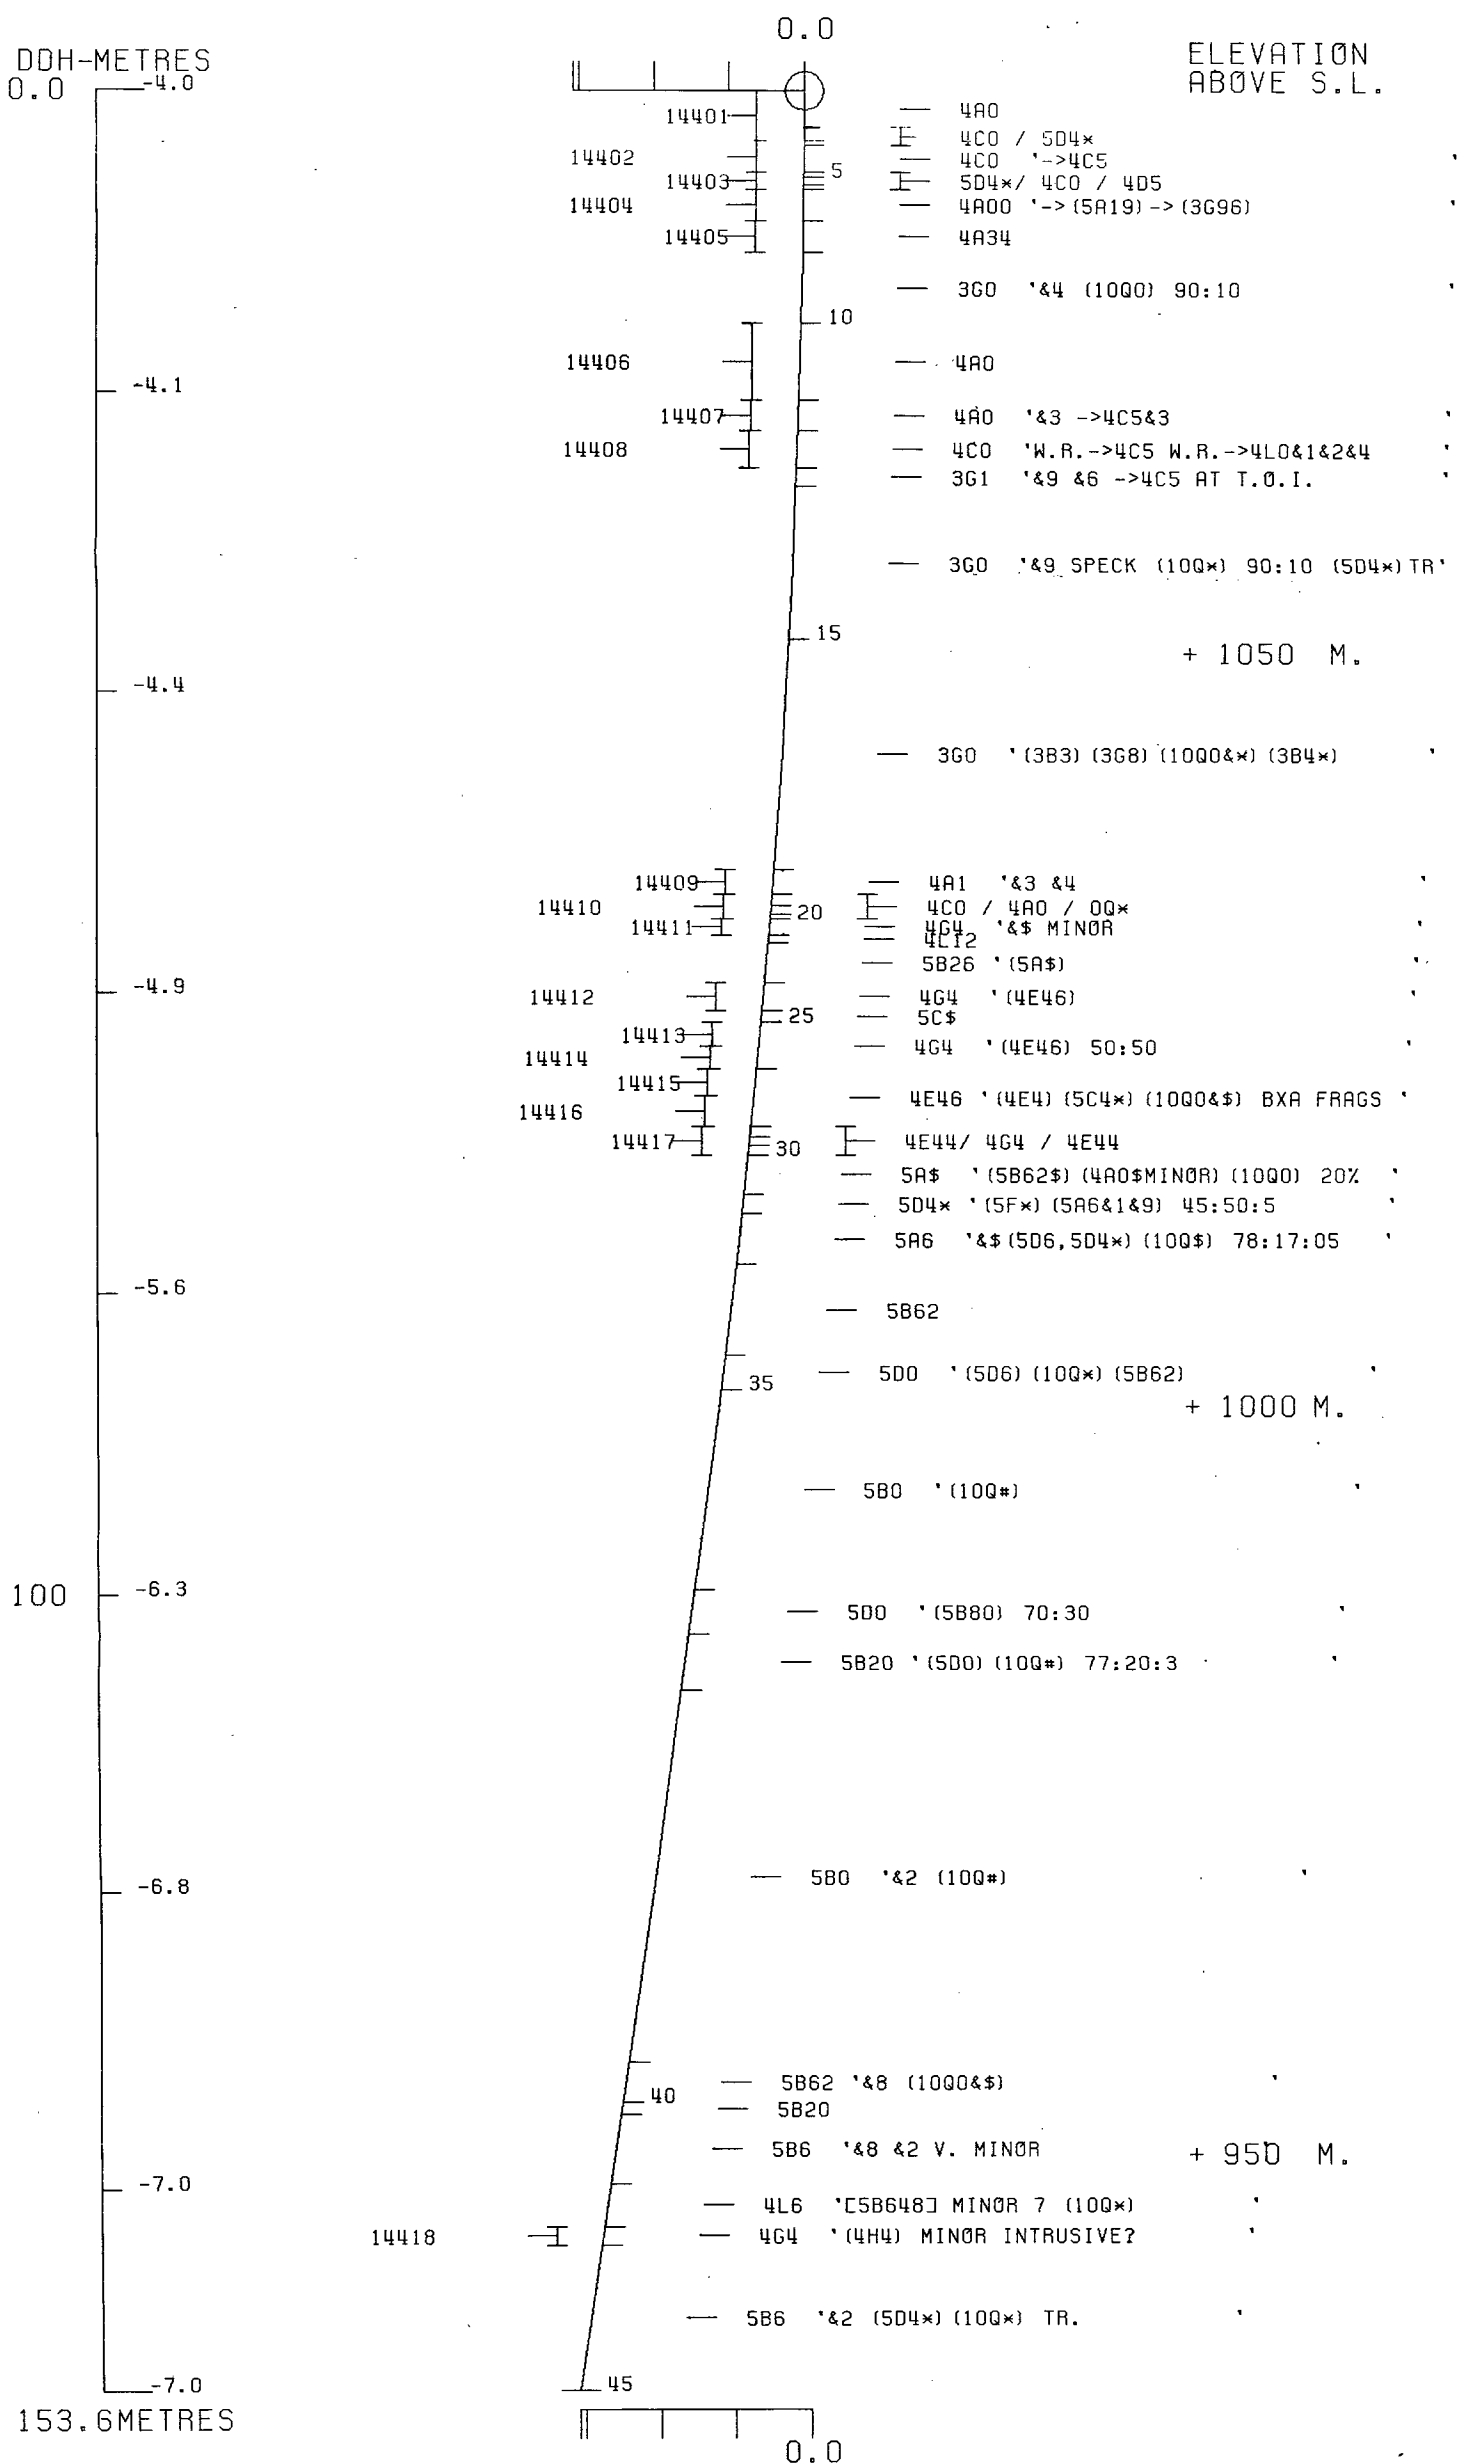 0.0
DDH-METRES
ELEVATIØN
ABØVE S.L.
0.0
-4.0
14401
4A0
4C0 / 5D4*
14402
4C0 '->4C5
5
14403
5D4*/ 4C0 / 4D5
14404
4A00 '->(5A19)->(3G96)
14405
4A34
3G0 '&4 (10Q0) 90:10
10
14406
4A0
-4.1
14407
4A0 '&3 ->4C5&3
14408
4C0 'W.R.->4C5 W.R.->4L0&1&2&4
3G1 '&9 &6 ->4C5 AT T.Ø.I.
3G0 '&9 SPECK (10Q*) 90:10 (5D4*)TR'
15
+ 1050 M.
-4.4
3G0 '(3B3)(3G8)(10Q0&*)(3B4*)
14409
4A1 '&3 &4
14410
4C0 / 4A0 / 0Q*
20
14411
4G4 '&$ MINØR
5B26 '(5A$)
-4.9
14412
4G4 '(4E46)
25
5C$
14413
4G4 '(4E46) 50:50
14414
14415
4E46 '(4E4)(5C4*)(10Q0&$) BXA FRAGS '
14416
14417
30
4E44/ 4G4 / 4E44
5A$ '(5B62$)(4A0$MINØR)(10Q0) 20%
5D4* '(5F*)(5A6&1&9) 45:50:5
5A6 '&$(5D6,5D4*)(10Q$) 78:17:05
-5.6
5B62
5D0 '(5D6)(10Q*)(5B62)
35
+ 1000 M.
5B0 '(10Q#)
100
-6.3
5D0 '(5B80) 70:30
5B20 '(5D0)(10Q#) 77:20:3
5B0 '&2 (10Q#)
-6.8
5B62 '&8 (10Q0&$)
40
5B20
5B6 '&8 &2 V. MINØR
+ 950 M.
-7.0
4L6 '[5B648] MINØR 7 (10Q*)
14418
4G4 '(4H4) MINØR INTRUSIVE?
5B6 '&2 (5D4*)(10Q*) TR.
45
-7.0
153.6METRES
0.0